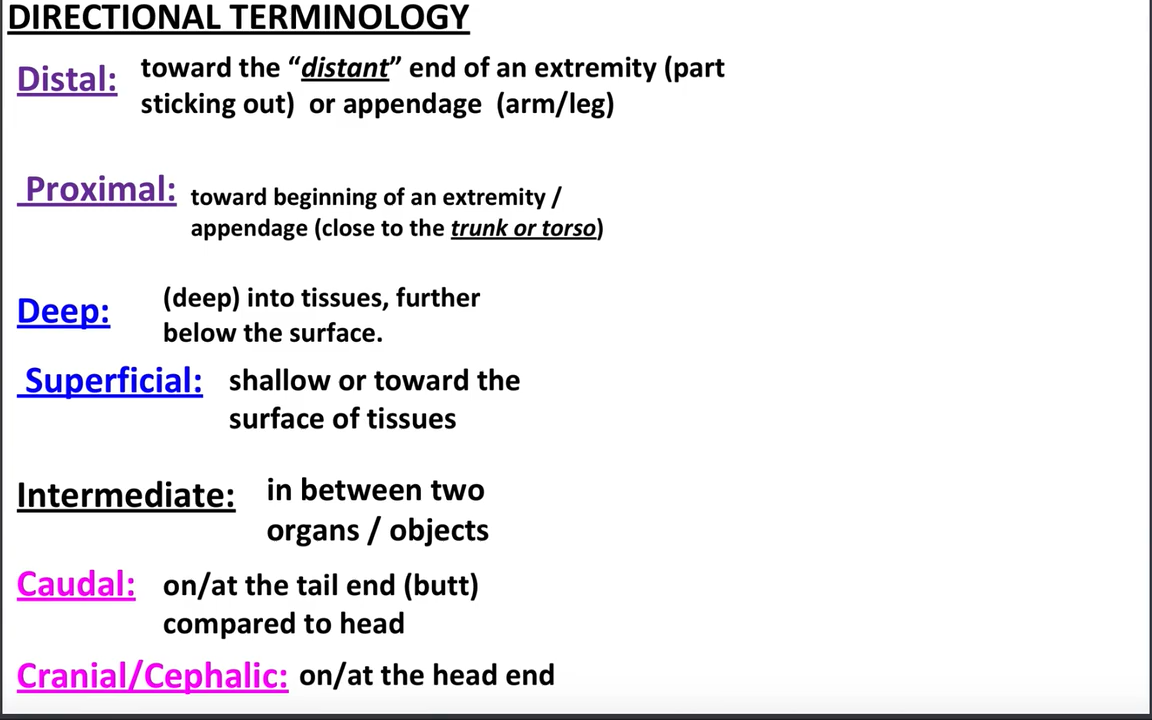 DIRECTIONAL TERMINOLOGY
Distal: toward the “distant” end of an extremity (part
sticking out) or appendage (arm/leg)
Proximal: toward beginning of an extremity /
appendage (close to the trunk or torso)
Deep: (deep) into tissues, further
below the surface.
Superficial: shallow or toward the
surface of tissues
Intermediate: in between two
organs / objects
Caudal: on/at the tail end (butt)
compared to head
Cranial/Cephalic: on/at the head end